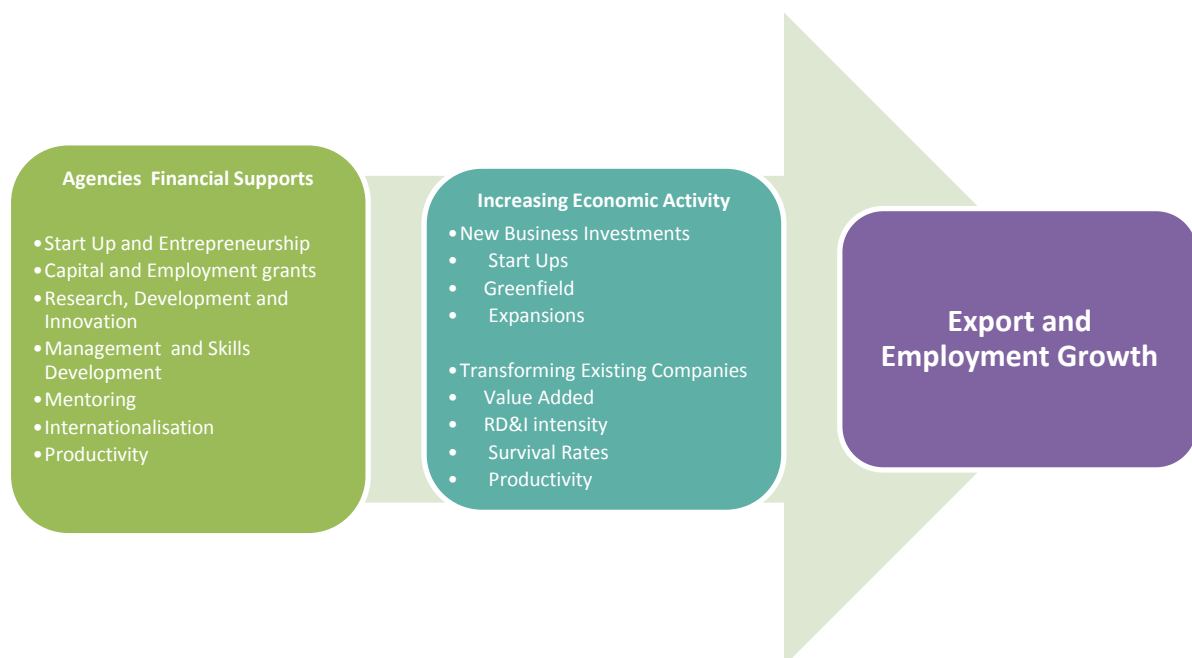 Agencies  Financial Supports
•Start Up and Entrepreneurship
•Capital and Employment grants
•Research, Development and
Innovation
•Management  and Skills
Development
•Mentoring
•Internationalisation
•Productivity
Increasing Economic Activity
•New Business Investments
• Start Ups
• Greenfield
• Expansions
•Transforming Existing Companies
• Value Added
• RD&I intensity
• Survival Rates
• Productivity
Export and
Employment Growth